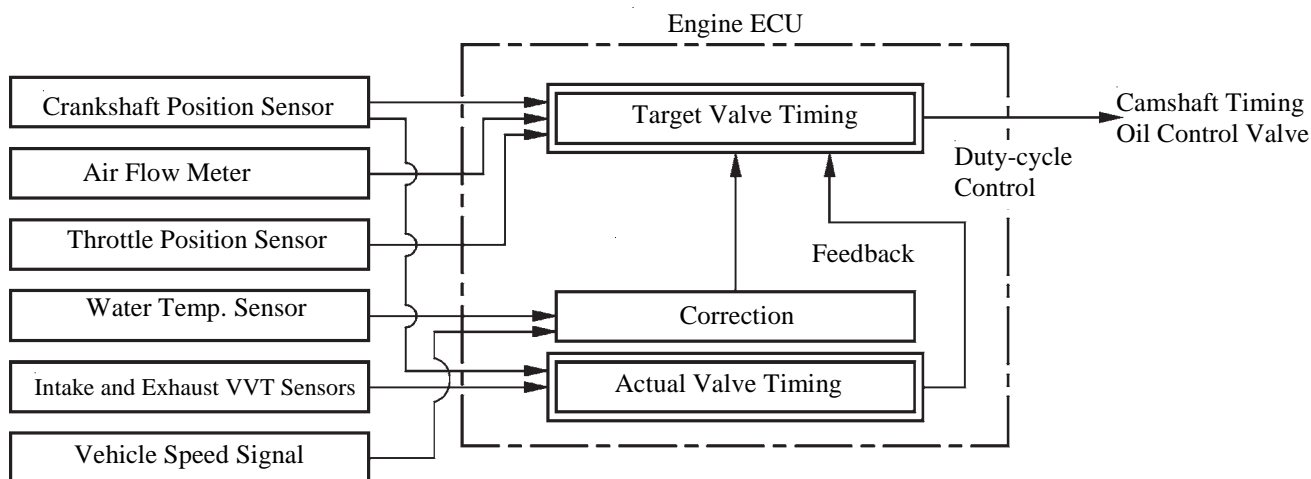 Engine ECU
Crankshaft Position Sensor
Air Flow Meter
Throttle Position Sensor
Water Temp. Sensor
Intake and Exhaust VVT Sensors
Vehicle Speed Signal
Target Valve Timing
Feedback
Correction
Actual Valve Timing
Duty-cycle
Control
Camshaft Timing
Oil Control Valve